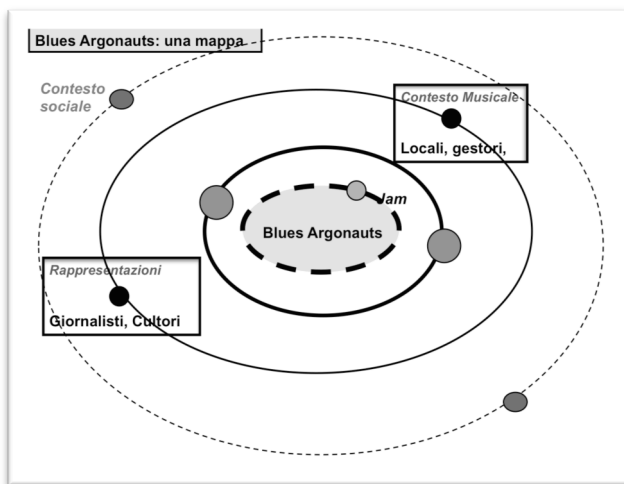 Blues Argonauts: una mappa
Contesto
sociale
Contesto Musicale
Locali, gestori,
Jam
Blues Argonauts
Rappresentazioni
Giornalisti, Cultori